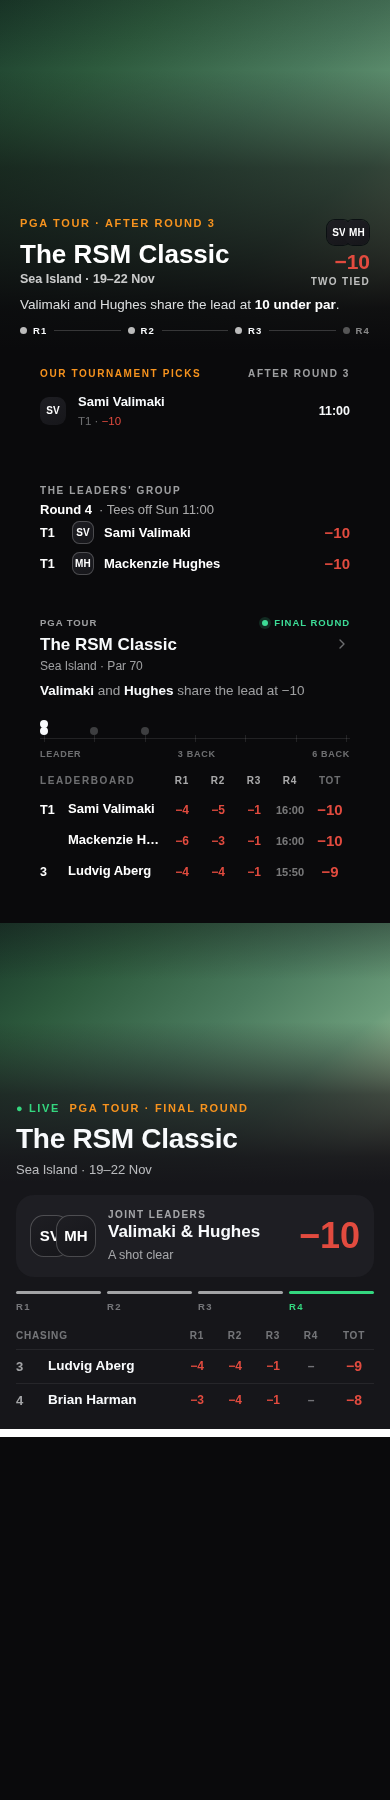 PGA TOUR · AFTER ROUND 3
SV MH
The RSM Classic
−10
Sea Island · 19–22 Nov
TWO TIED
Valimaki and Hughes share the lead at 10 under par.
R1 R2 R3 R4
OUR TOURNAMENT PICKS AFTER ROUND 3
SV Sami Valimaki 11:00
T1 · −10
THE LEADERS' GROUP
Round 4 · Tees off Sun 11:00
T1 SV Sami Valimaki −10
T1 MH Mackenzie Hughes −10
PGA TOUR FINAL ROUND
The RSM Classic
Sea Island · Par 70
Valimaki and Hughes share the lead at −10
LEADER 3 BACK 6 BACK
LEADERBOARD R1 R2 R3 R4 TOT
T1 Sami Valimaki −4 −5 −1 16:00 −10
Mackenzie H... −6 −3 −1 16:00 −10
3 Ludvig Aberg −4 −4 −1 15:50 −9
● LIVE PGA TOUR · FINAL ROUND
The RSM Classic
Sea Island · 19–22 Nov
JOINT LEADERS
SV MH Valimaki & Hughes −10
A shot clear
R1 R2 R3 R4
CHASING R1 R2 R3 R4 TOT
3 Ludvig Aberg −4 −4 −1 – −9
4 Brian Harman −3 −4 −1 – −8